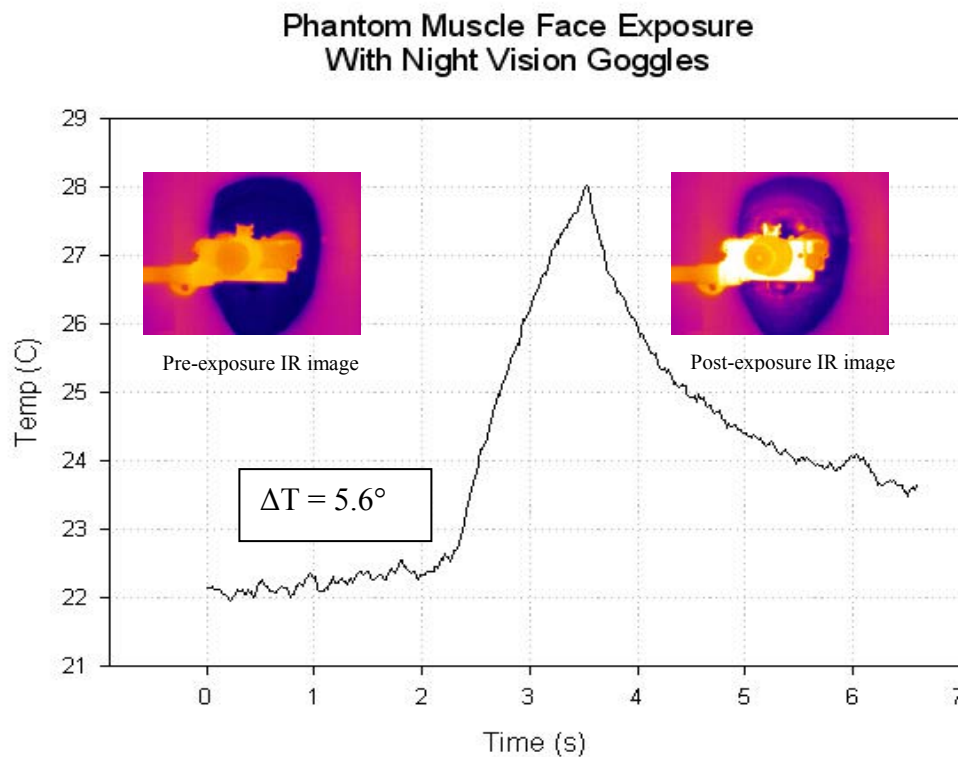 Phantom Muscle Face Exposure
With Night Vision Goggles
29
28
27
26
25
24
23
22
21
Temp (C)
Pre-exposure IR image
Post-exposure IR image
ΔT = 5.6°
0 1 2 3 4 5 6 7
Time (s)